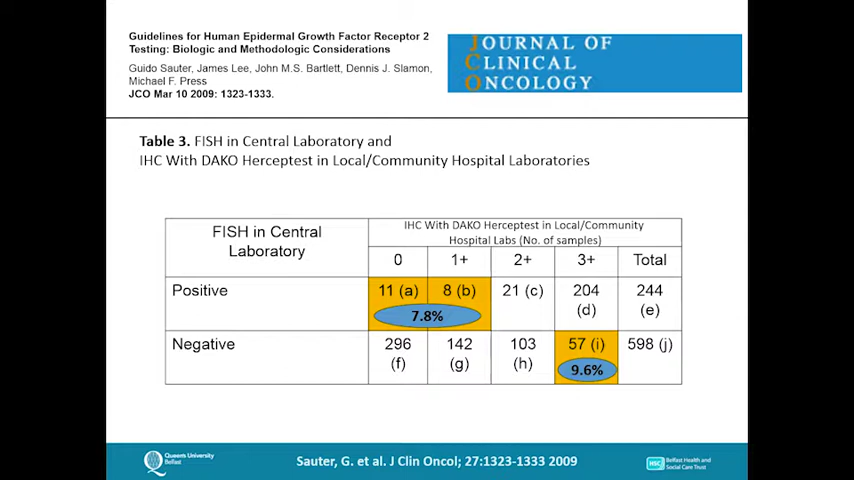 Guidelines for Human Epidermal Growth Factor Receptor 2
Testing: Biologic and Methodologic Considerations
Guido Sauter, James Lee, John M.S. Bartlett, Dennis J. Slamon,
Michael F. Press
JCO Mar 10 2009: 1323-1333.
JOURNAL OF
CLINICAL
ONCOLOGY
Table 3. FISH in Central Laboratory and
IHC With DAKO Herceptest in Local/Community Hospital Laboratories
FISH in Central
Laboratory
IHC With DAKO Herceptest in Local/Community
Hospital Labs (No. of samples)
0 1+ 2+ 3+ Total
Positive 11 (a) 8 (b) 21 (c) 204 (d) 244 (e)
7.8%
Negative 296 (f) 142 (g) 103 (h) 57 (i) 598 (j)
9.6%
Queen's University
Belfast
Sauter, G. et al. J Clin Oncol; 27:1323-1333 2009
HSC Belfast Health and
Social Care Trust